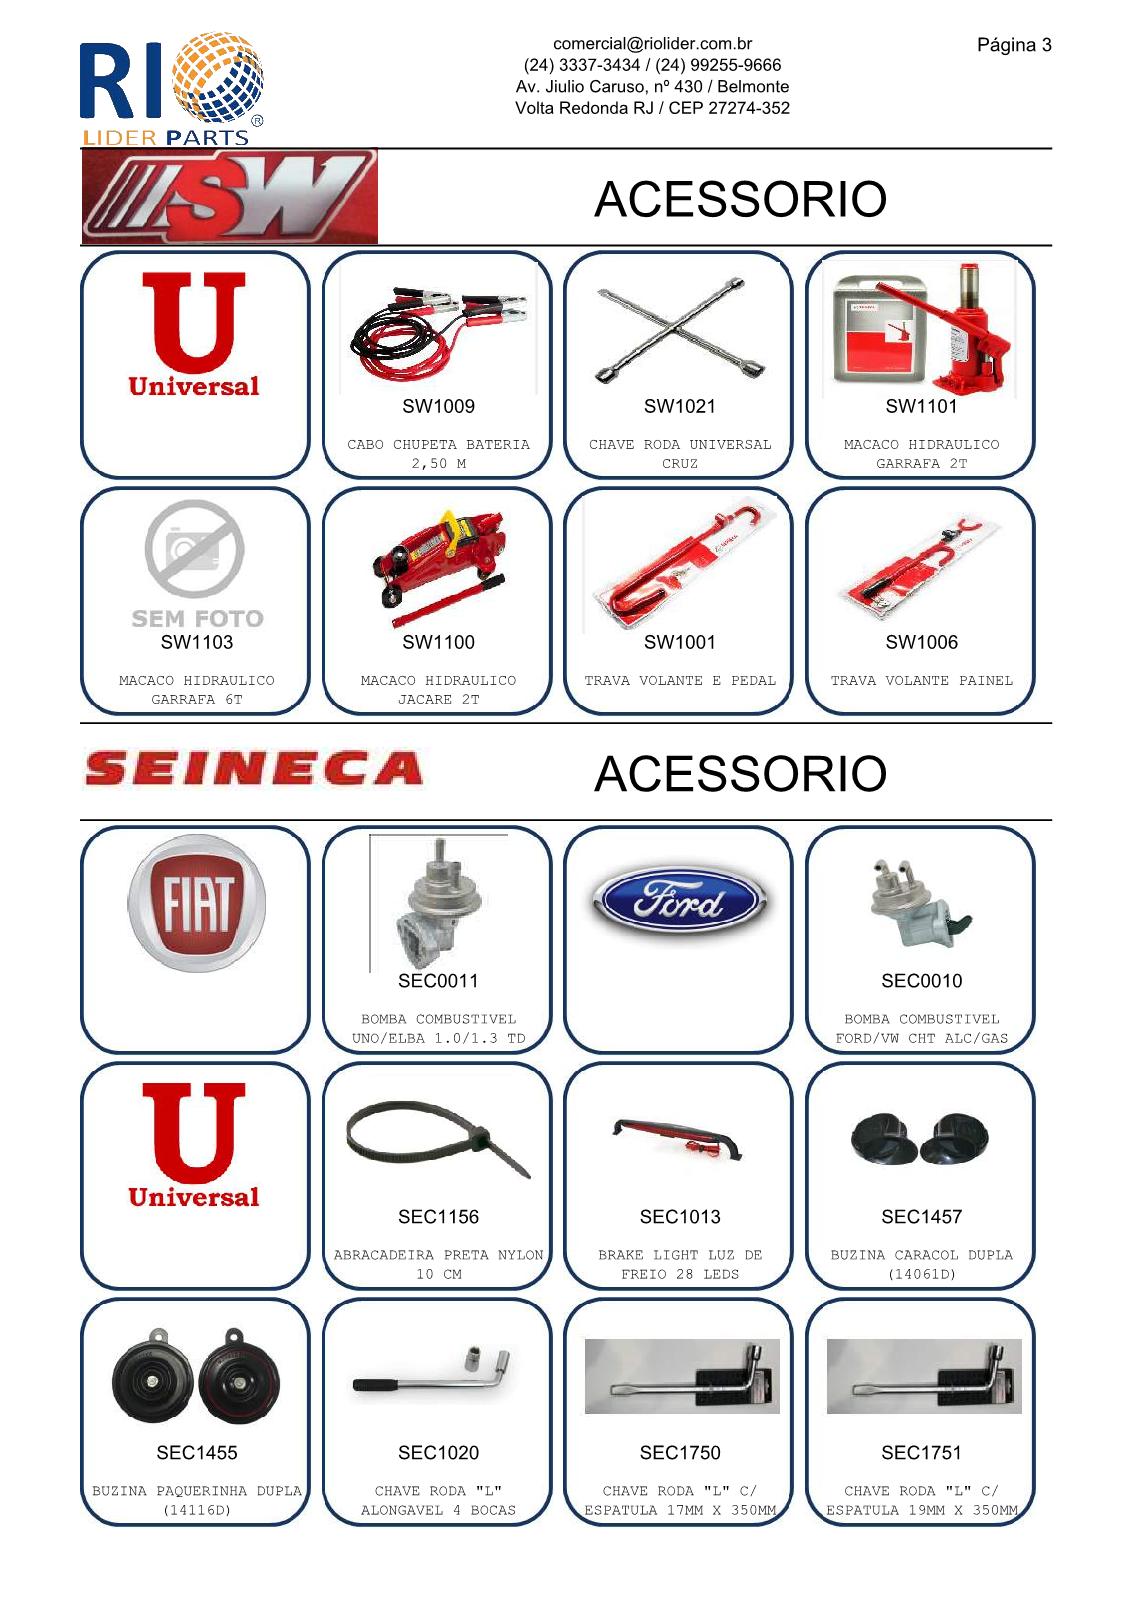 RIO
LIDER PARTS
®
comercial@riolider.com.br
(24) 3337-3434 / (24) 99255-9666
Av. Jiulio Caruso, nº 430 / Belmonte
Volta Redonda RJ / CEP 27274-352
Página 3
SW
ACESSORIO
U
Universal
SW1009
CABO CHUPETA BATERIA
2,50 M
SW1021
CHAVE RODA UNIVERSAL
CRUZ
SW1101
MACACO HIDRAULICO
GARRAFA 2T
SEM FOTO
SW1103
MACACO HIDRAULICO
GARRAFA 6T
SW1100
MACACO HIDRAULICO
JACARE 2T
SW1001
TRAVA VOLANTE E PEDAL
SW1006
TRAVA VOLANTE PAINEL
SEINECA
ACESSORIO
FIAT
SEC0011
BOMBA COMBUSTIVEL
UNO/ELBA 1.0/1.3 TD
Ford
SEC0010
BOMBA COMBUSTIVEL
FORD/VW CHT ALC/GAS
U
Universal
SEC1156
ABRACADEIRA PRETA NYLON
10 CM
SEC1013
BRAKE LIGHT LUZ DE
FREIO 28 LEDS
SEC1457
BUZINA CARACOL DUPLA
(14061D)
SEC1455
BUZINA PAQUERINHA DUPLA
(14116D)
SEC1020
CHAVE RODA "L"
ALONGAVEL 4 BOCAS
SEC1750
CHAVE RODA "L" C/
ESPATULA 17MM X 350MM
SEC1751
CHAVE RODA "L" C/
ESPATULA 19MM X 350MM